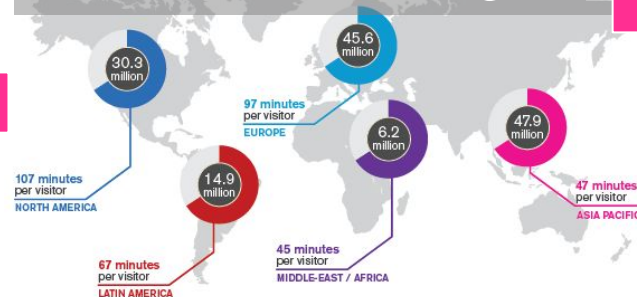 30.3
million
107 minutes
per visitor
NORTH AMERICA
45.6
million
97 minutes
per visitor
EUROPE
47.9
million
47 minutes
per visitor
ASIA PACIFIC
14.9
million
67 minutes
per visitor
LATIN AMERICA
6.2
million
45 minutes
per visitor
MIDDLE-EAST / AFRICA